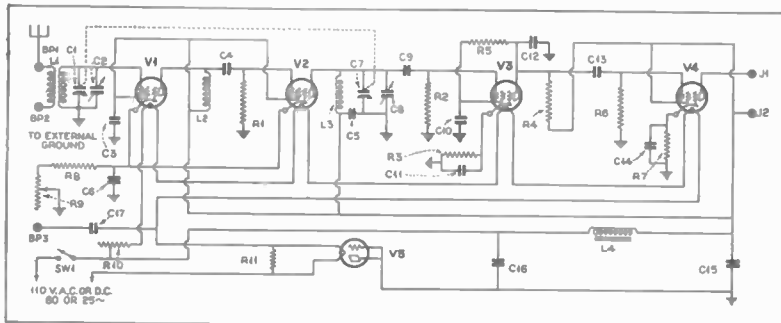 BP1
L1
C1
C2
V1
C4
V2
C7
C9
R5
C12
V3
C13
V4
J1
BP2
TO EXTERNAL
GROUND
C3
L2
R1
L3
C5
C8
R2
C10
R4
R6
J2
R3
C11
C14
R7
R8
C6
R9
C17
BP3
R10
SW1
R11
V5
C16
L4
C15
110 V. A.C. OR D.C.
60 OR 25~